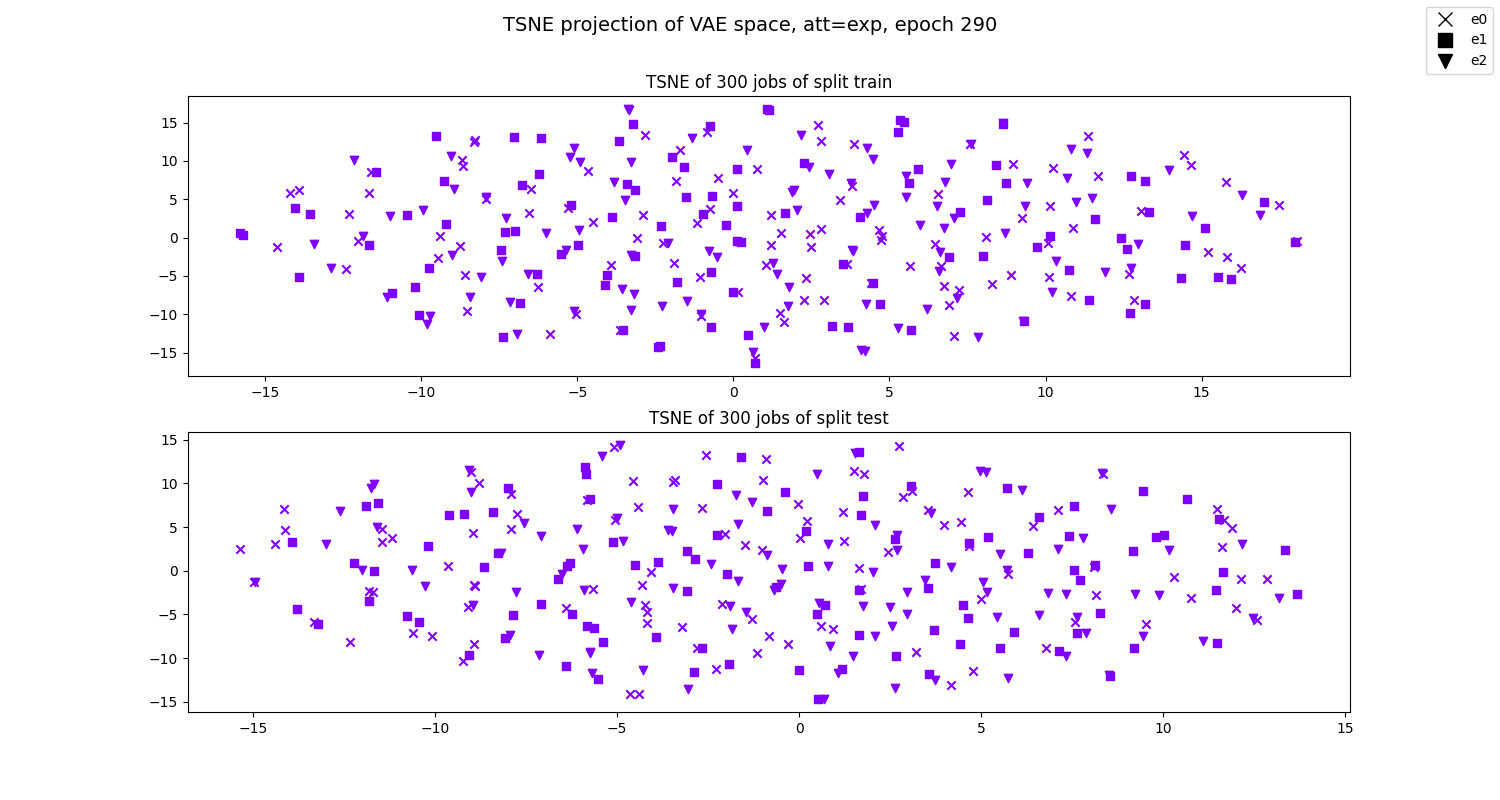 TSNE projection of VAE space, att=exp, epoch 290
e0
e1
e2
TSNE of 300 jobs of split train
15
10
5
0
−5
−10
−15
−15 −10 −5 0 5 10 15
TSNE of 300 jobs of split test
15
10
5
0
−5
−10
−15
−15 −10 −5 0 5 10 15